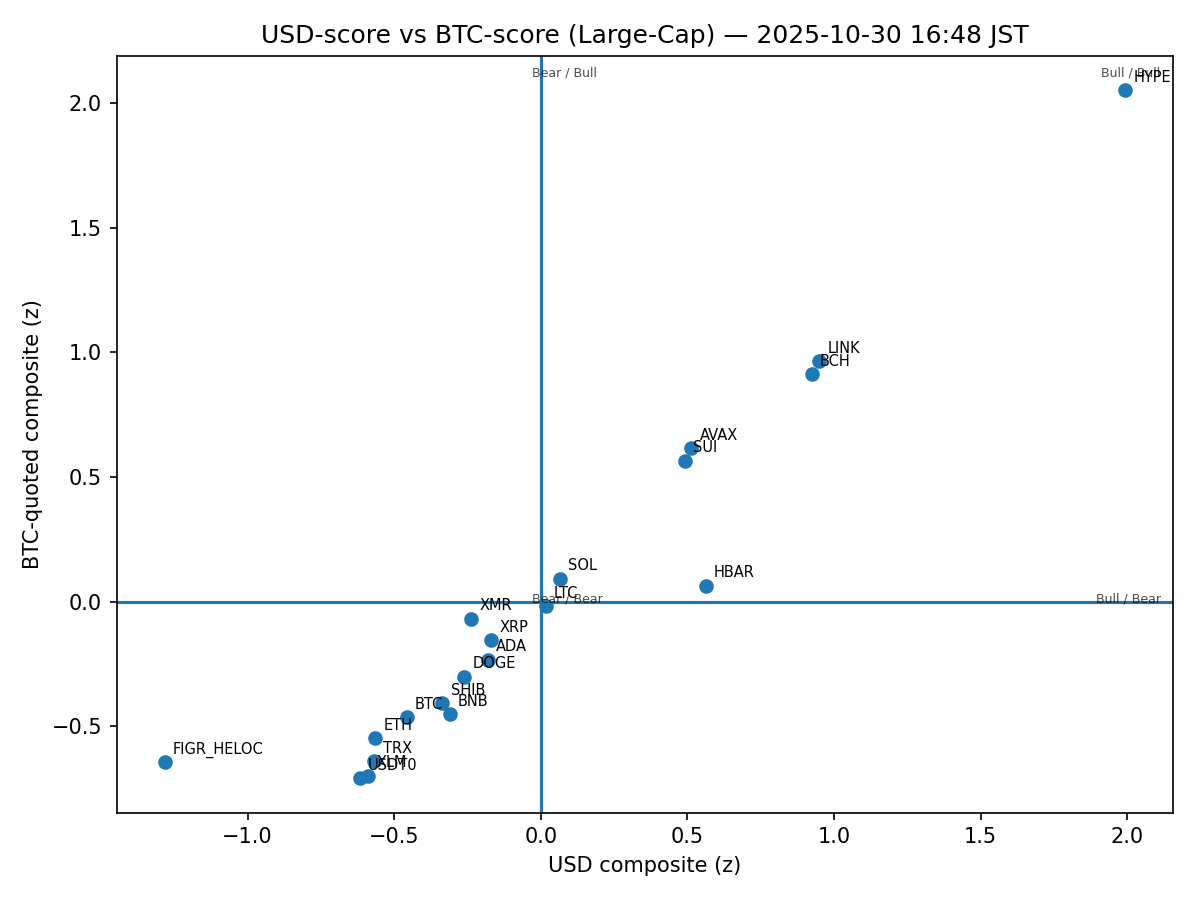 USD-score vs BTC-score (Large-Cap) — 2025-10-30 16:48 JST
Bear / Bull
Bull / Bull
HYPE
2.0
1.5
LINK
BCH
1.0
AVAX
SUI
0.5
SOL
HBAR
LTC
Bear / Bear
Bull / Bear
0.0
XMR
XRP
ADA
DOGE
SHIB
BNB
BTC
ETH
−0.5
TRX
FIGR_HELOC
XLM
USDT0
−1.0
−0.5
0.0
0.5
1.0
1.5
2.0
USD composite (z)
BTC-quoted composite (z)